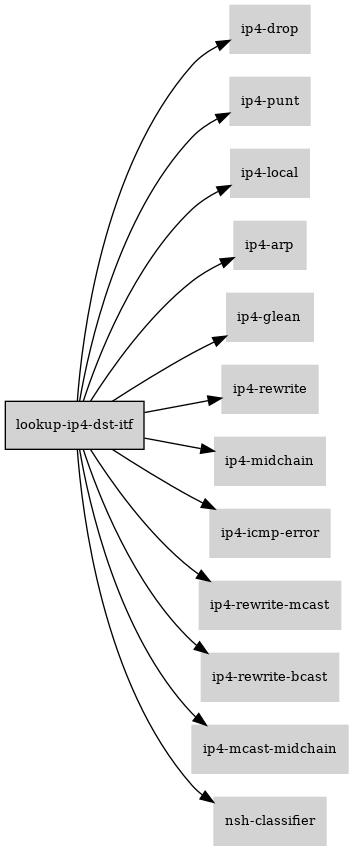 ip4-drop
ip4-punt
ip4-local
ip4-arp
ip4-glean
ip4-rewrite
lookup-ip4-dst-itf
ip4-midchain
ip4-icmp-error
ip4-rewrite-mcast
ip4-rewrite-bcast
ip4-mcast-midchain
nsh-classifier